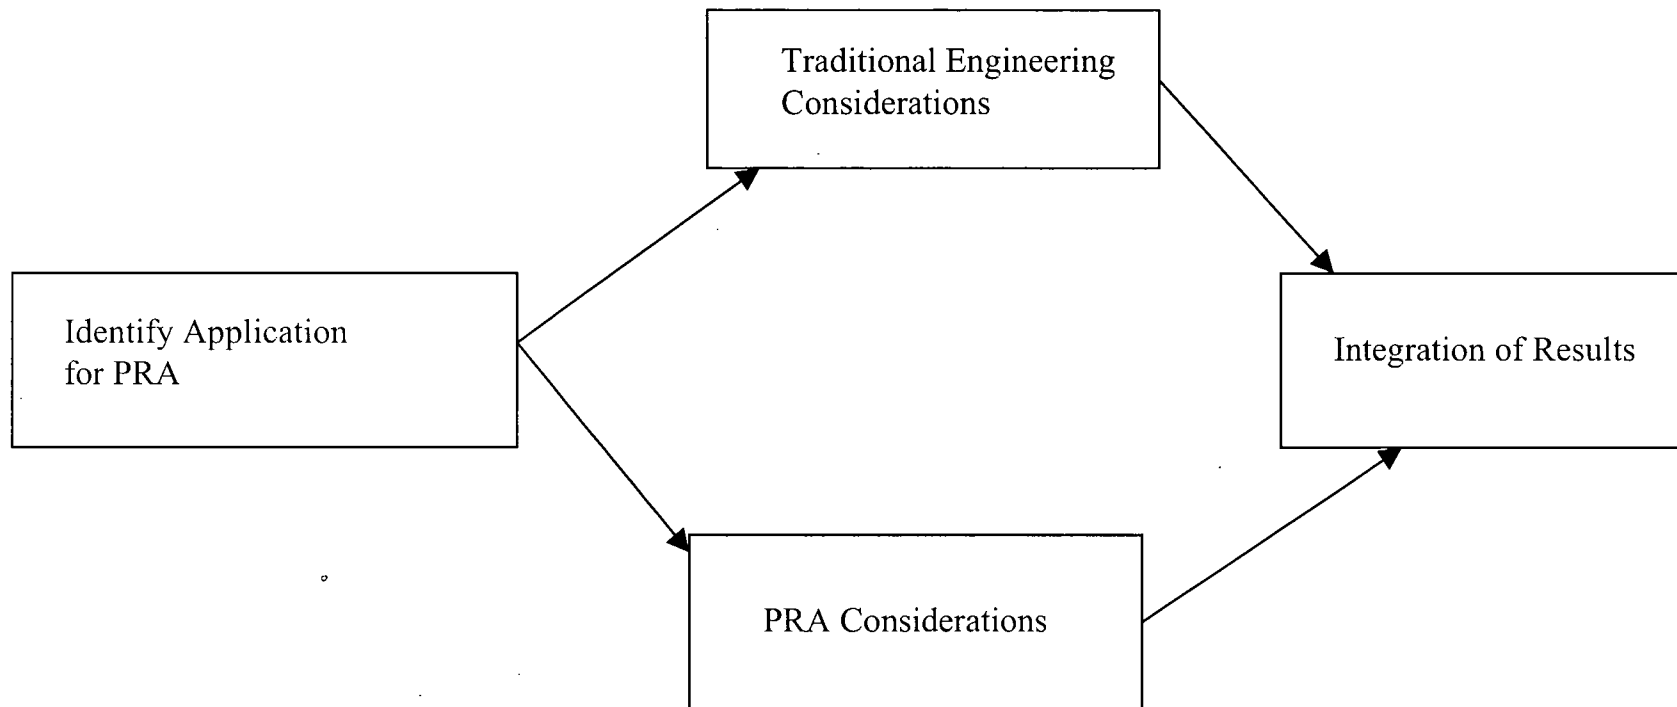 Traditional Engineering
Considerations
Identify Application
for PRA
Integration of Results
PRA Considerations